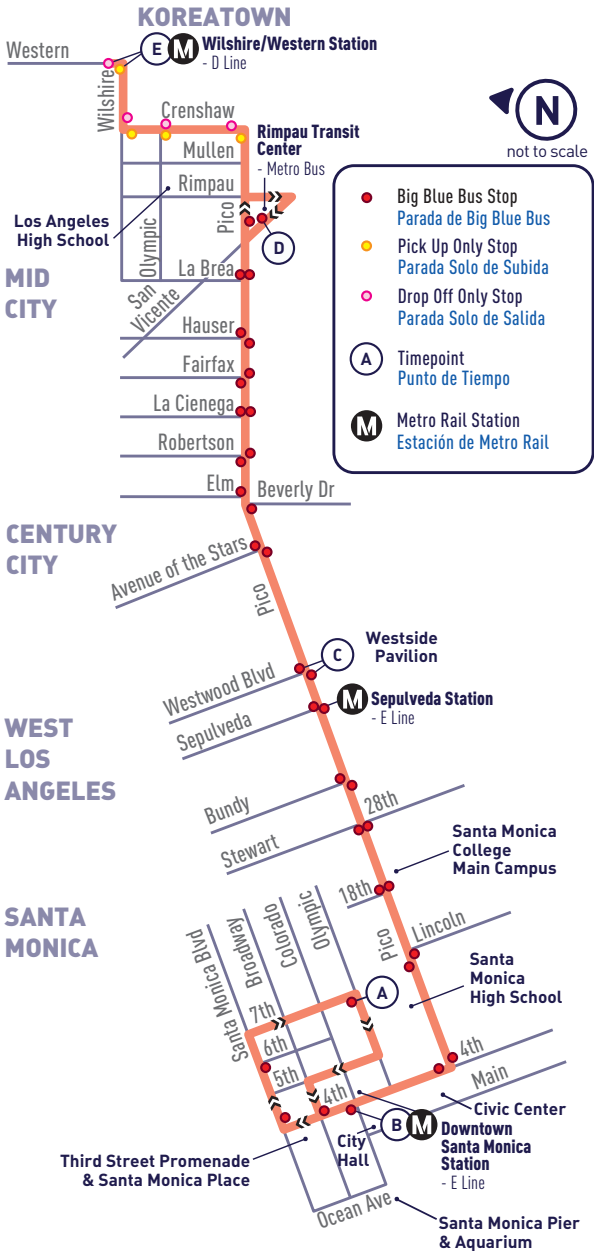 KOREATOWN
Western
E
M
Wilshire/Western Station
- D Line
Wilshire
Crenshaw
N
not to scale
Mullen
Rimpau Transit
Center
- Metro Bus
Rimpau
Pico
Los Angeles
High School
Olympic
D
MID
CITY
La Brea
San
Vicente
Hauser
Fairfax
La Cienega
Robertson
Elm
Beverly Dr
Big Blue Bus Stop
Parada de Big Blue Bus
Pick Up Only Stop
Parada Solo de Subida
Drop Off Only Stop
Parada Solo de Salida
A
Timepoint
Punto de Tiempo
M
Metro Rail Station
Estación de Metro Rail
CENTURY
CITY
Avenue of the Stars
Pico
C
Westside
Pavilion
Westwood Blvd
M
Sepulveda Station
- E Line
Sepulveda
WEST
LOS
ANGELES
Bundy
28th
Stewart
Santa Monica
College
Main Campus
18th
SANTA
MONICA
Santa Monica Blvd
Broadway
Colorado
Olympic
Pico
Lincoln
Santa
Monica
High School
A
7th
6th
5th
4th
4th
Main
Civic Center
B
M
Downtown
Santa Monica
Station
- E Line
City
Hall
Third Street Promenade
& Santa Monica Place
Ocean Ave
Santa Monica Pier
& Aquarium